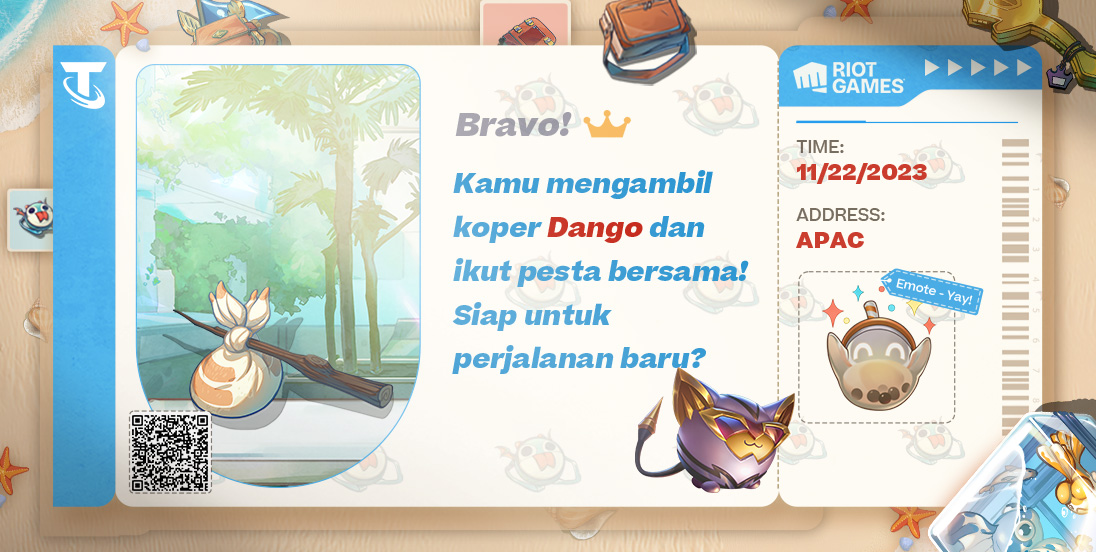 Bravo!
Kamu mengambil
koper Dango dan
ikut pesta bersama!
Siap untuk
perjalanan baru?
RIOT
GAMES
TIME:
11/22/2023
ADDRESS:
APAC
Emote - Yay!